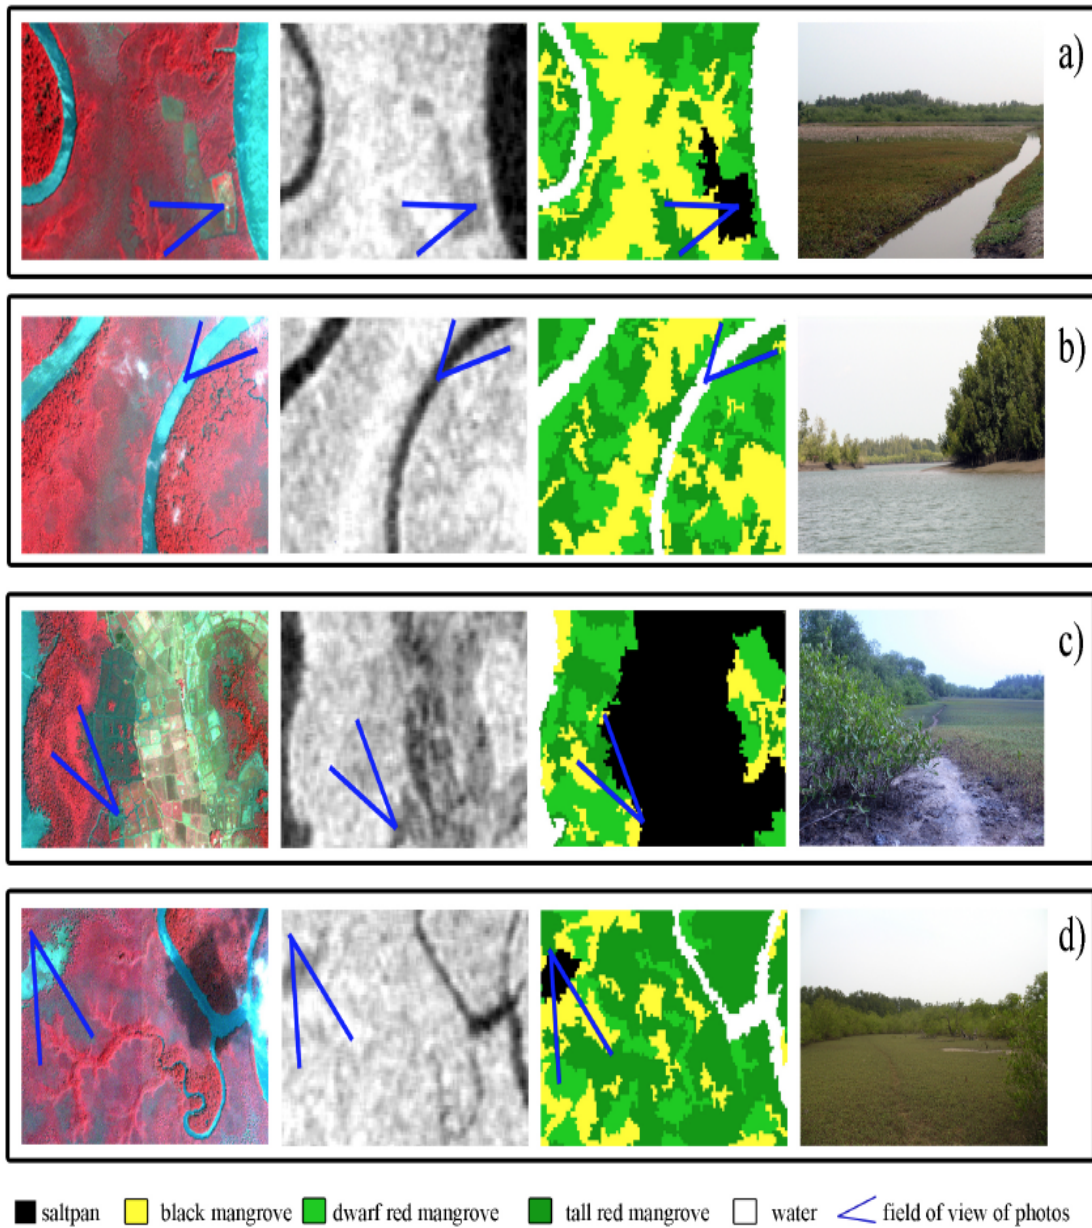 a)
b)
c)
d)
saltpan black mangrove dwarf red mangrove tall red mangrove water field of view of photos